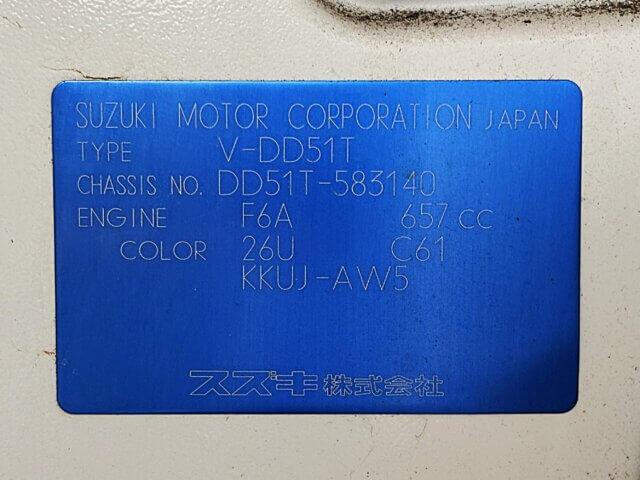 SUZUKI MOTOR CORPORATION JAPAN
TYPE V-DD51T
CHASSIS NO. DD51T-583140
ENGINE F6A 657 cc
COLOR 26U C61
KKUJ-AW5
スズキ株式会社